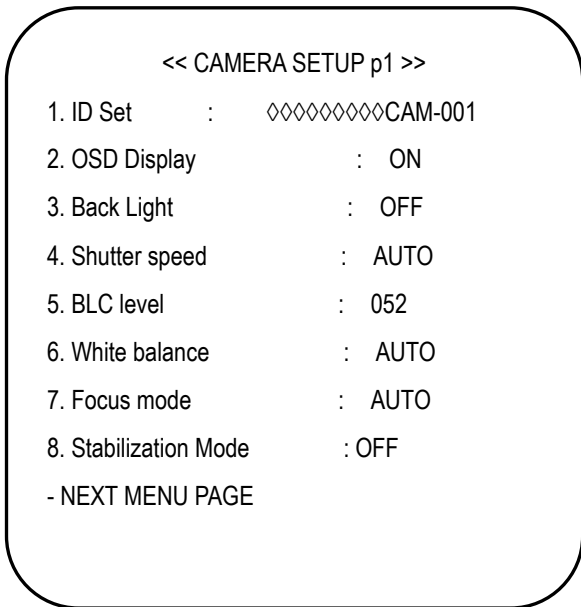 << CAMERA SETUP p1 >>
1. ID Set : ◊◊◊◊◊◊◊◊◊CAM-001
2. OSD Display : ON
3. Back Light : OFF
4. Shutter speed : AUTO
5. BLC level : 052
6. White balance : AUTO
7. Focus mode : AUTO
8. Stabilization Mode : OFF
- NEXT MENU PAGE